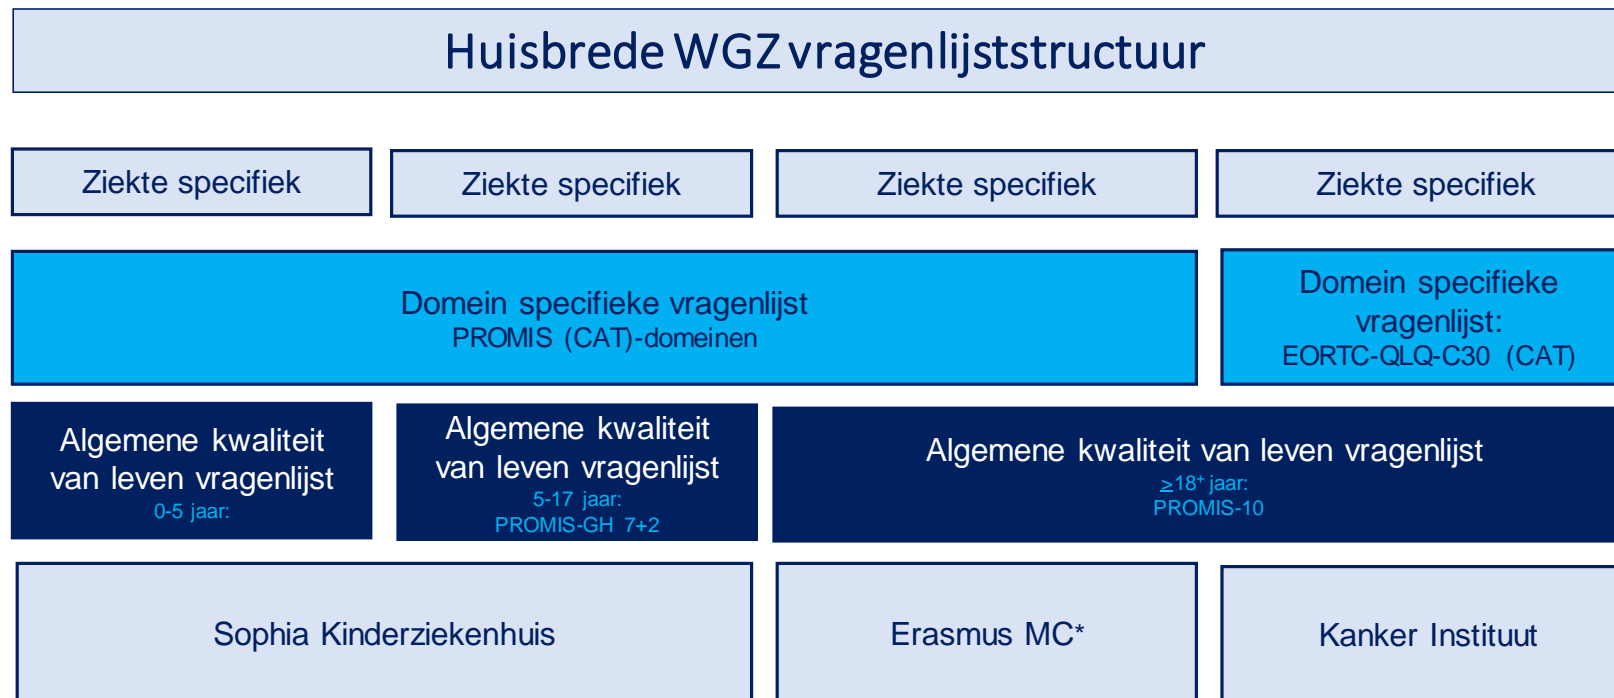 Huisbrede WGZ vragenlijststructuur
Ziekte specifiek
Ziekte specifiek
Ziekte specifiek
Ziekte specifiek
Domein specifieke vragenlijst
PROMIS (CAT)-domeinen
Domein specifieke
vragenlijst:
EORTC-QLQ-C30 (CAT)
Algemene kwaliteit
van leven vragenlijst
0-5 jaar:
Algemene kwaliteit
van leven vragenlijst
5-17 jaar:
PROMIS-GH 7+2
Algemene kwaliteit van leven vragenlijst
≥18⁺ jaar:
PROMIS-10
Sophia Kinderziekenhuis
Erasmus MC*
Kanker Instituut